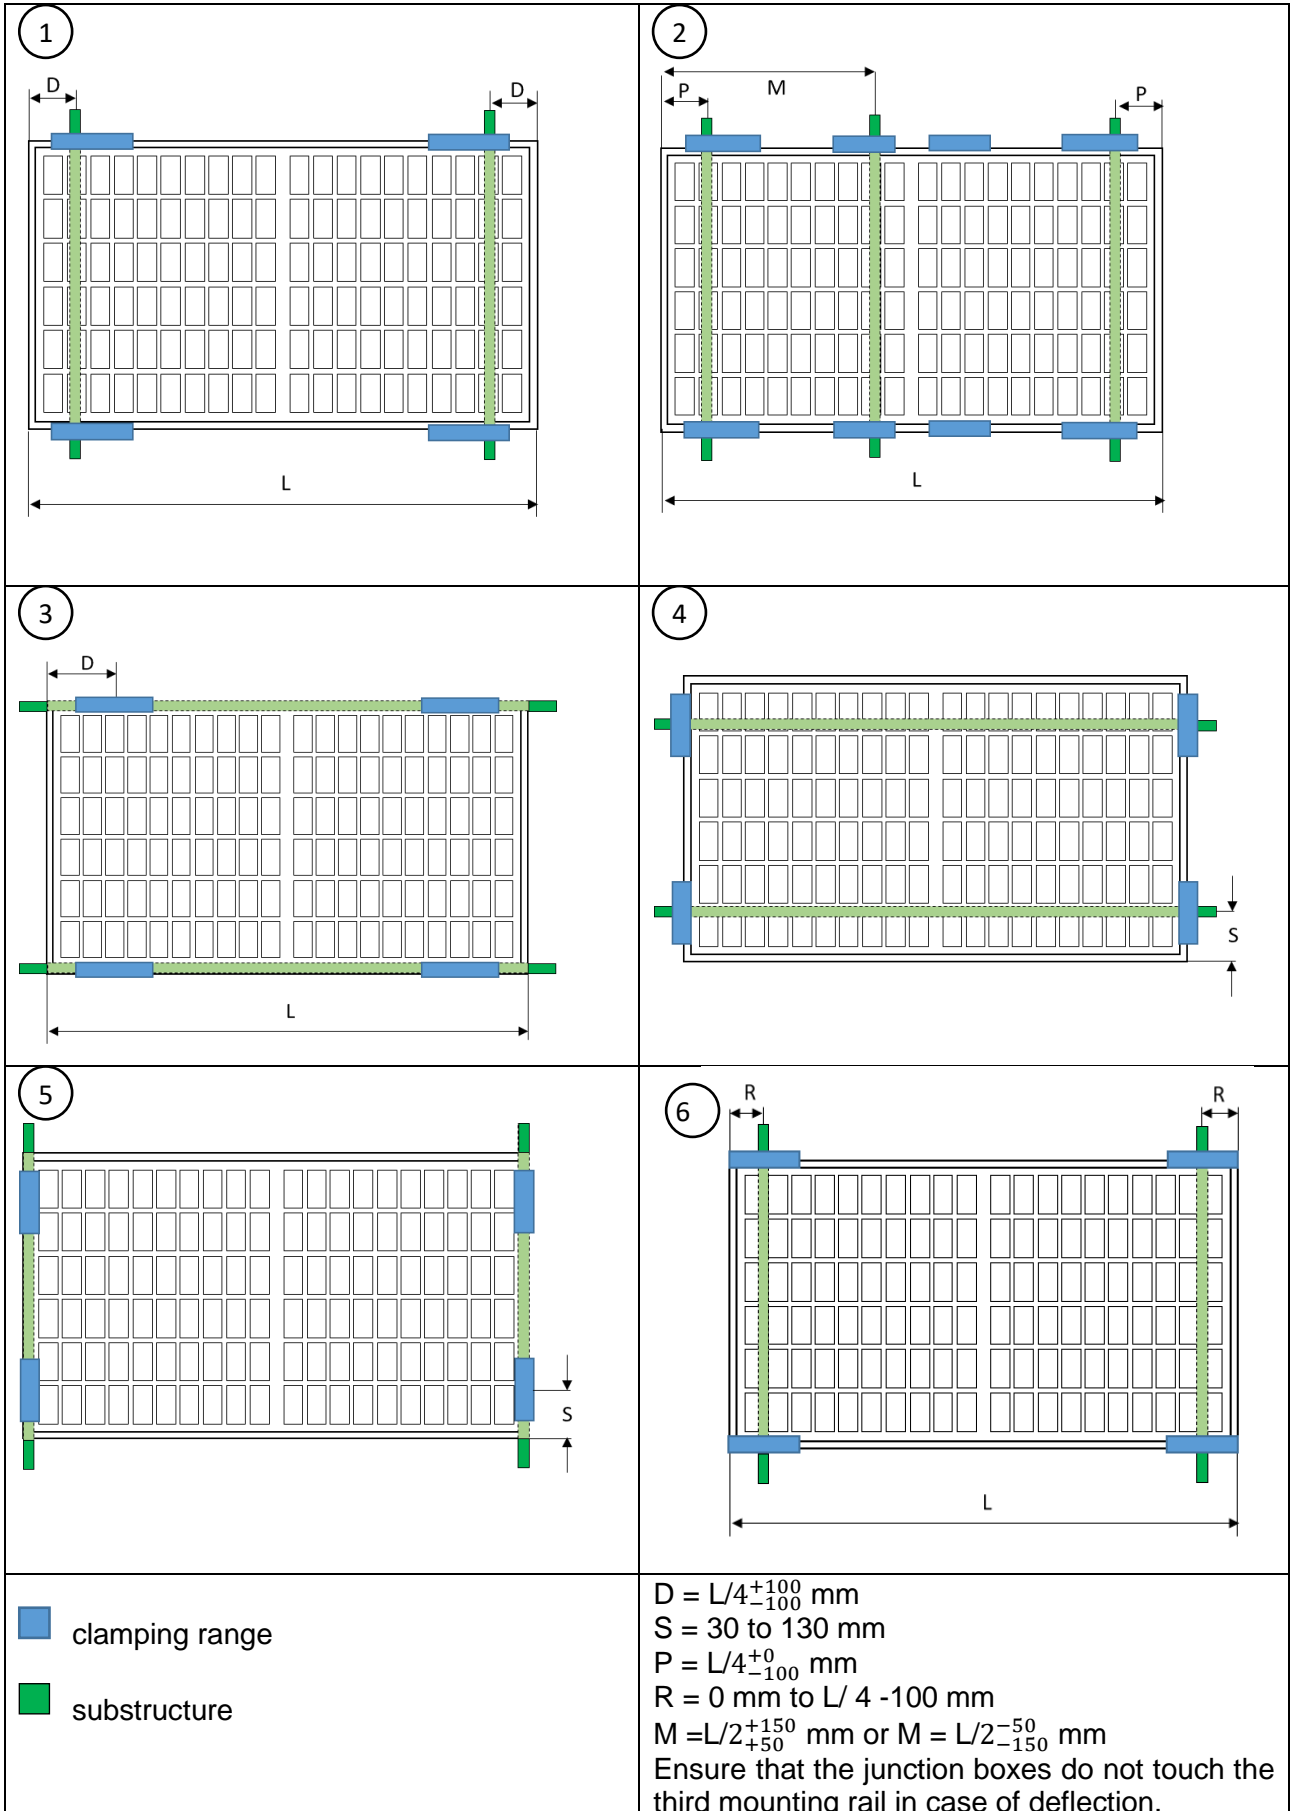 1
D
D
L
2
M
P
P
L
3
D
L
4
S
5
S
6
R
R
L
clamping range
substructure
D = L/4 +100 −100 mm
S = 30 to 130 mm
P = L/4 +0 −100 mm
R = 0 mm to L/ 4 -100 mm
M =L/2 +150 +50 mm or M = L/2 −50 −150 mm
Ensure that the junction boxes do not touch the
third mounting rail in case of deflection.